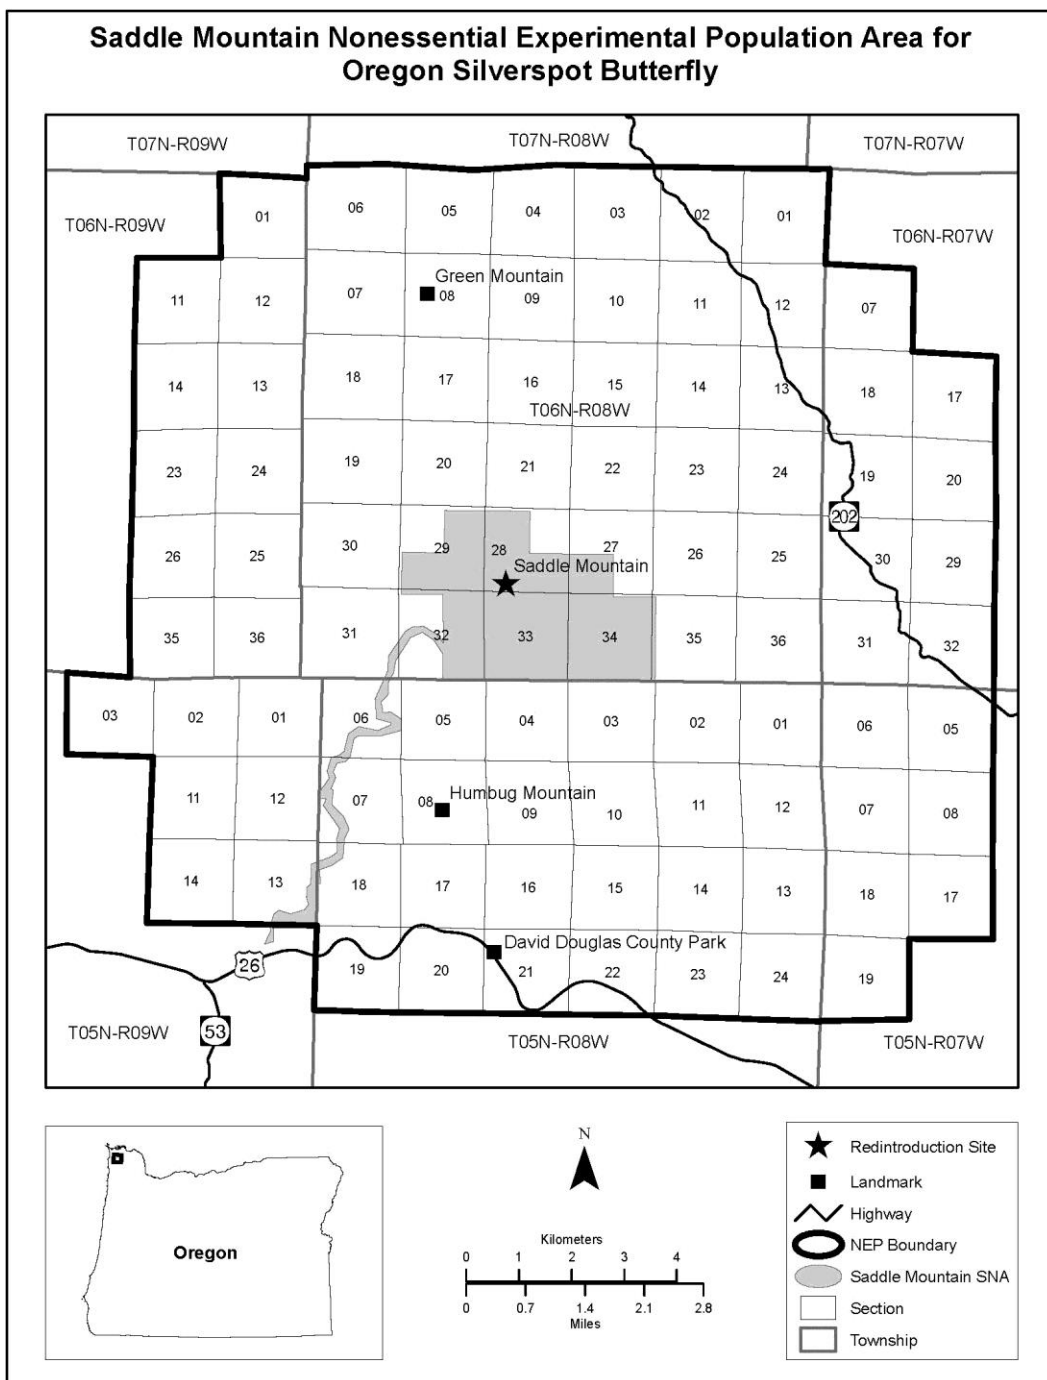 Saddle Mountain Nonessential Experimental Population Area for
Oregon Silverspot Butterfly
T07N-R09W T07N-R08W T07N-R07W
T06N-R09W 01 06 05 04 03 02 01 T06N-R07W
Green Mountain
11 12 07 08 09 10 11 12 07
14 13 18 17 16 15 14 13 18 17
T06N-R08W
23 24 19 20 21 22 23 24 19 20
202
26 25 30 29 28 27 26 25 30 29
Saddle Mountain
35 36 31 32 33 34 35 36 31 32
03 02 01 06 05 04 03 02 01 06 05
Humbug Mountain
11 12 07 08 09 10 11 12 07 08
14 13 18 17 16 15 14 13 18 17
David Douglas County Park
26 19 20 21 22 23 24 19
T05N-R09W 53 T05N-R08W T05N-R07W
Oregon
N
Kilometers
0 1 2 3 4
0 0.7 1.4 2.1 2.8
Miles
Redintroduction Site
Landmark
Highway
NEP Boundary
Saddle Mountain SNA
Section
Township